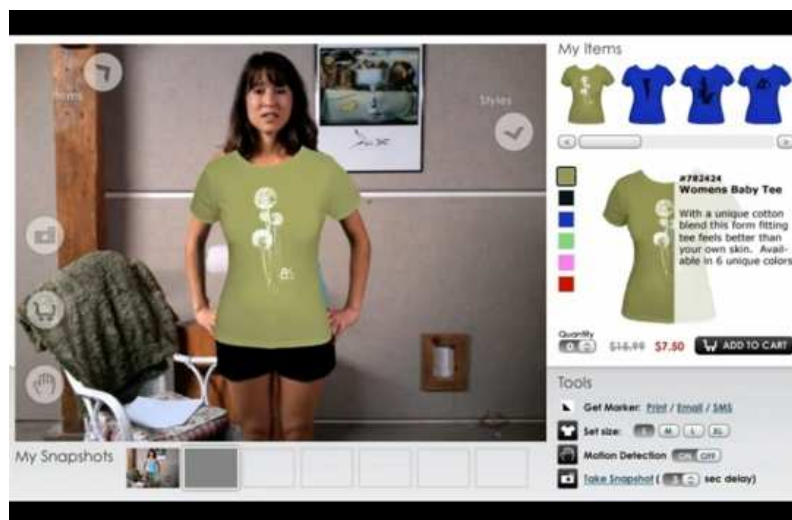 My Items
Items
Styles
#782424
Womens Baby Tee
With a unique cotton
blend this form fitting
tee feels better than
your own skin. Avail-
able in 6 unique colors
Quantity
0
$15.99 $7.50 ADD TO CART
Tools
Get Marker: Print / Email / SMS
Set size: S M L XL
Motion Detection ON OFF
Take Snapshot ( 3 sec delay)
My Snapshots